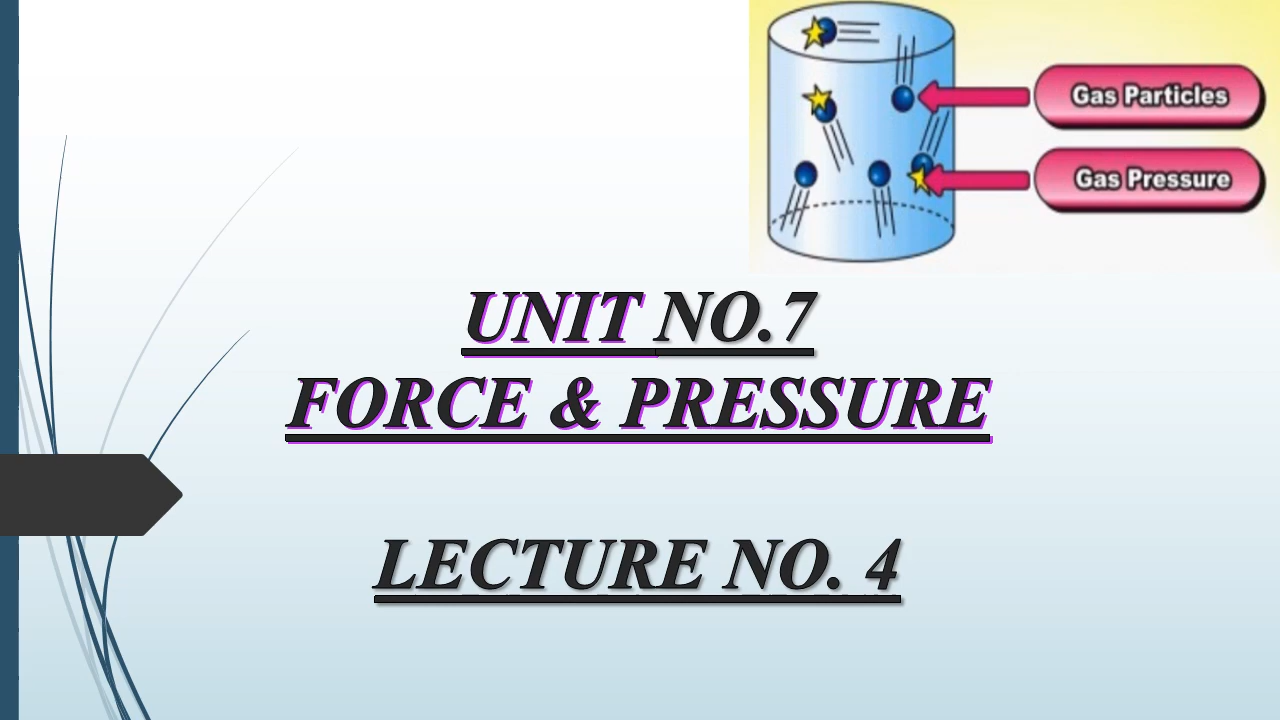 Gas Particles
Gas Pressure
UNIT NO.7
FORCE & PRESSURE
LECTURE NO. 4